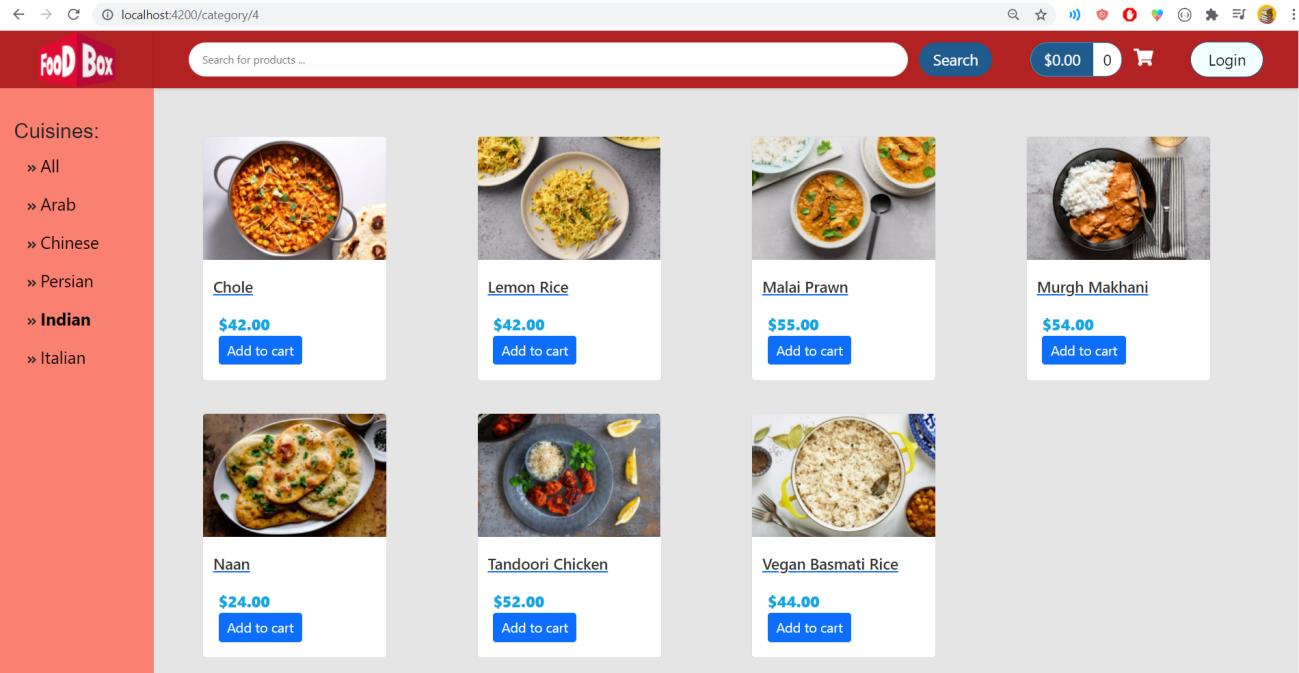 localhost:4200/category/4
FOOD BOX
Search for products ...
Search
$0.00 0
Login
Cuisines:
» All
» Arab
» Chinese
» Persian
» Indian
» Italian
Chole
$42.00
Add to cart
Lemon Rice
$42.00
Add to cart
Malai Prawn
$55.00
Add to cart
Murgh Makhani
$54.00
Add to cart
Naan
$24.00
Add to cart
Tandoori Chicken
$52.00
Add to cart
Vegan Basmati Rice
$44.00
Add to cart